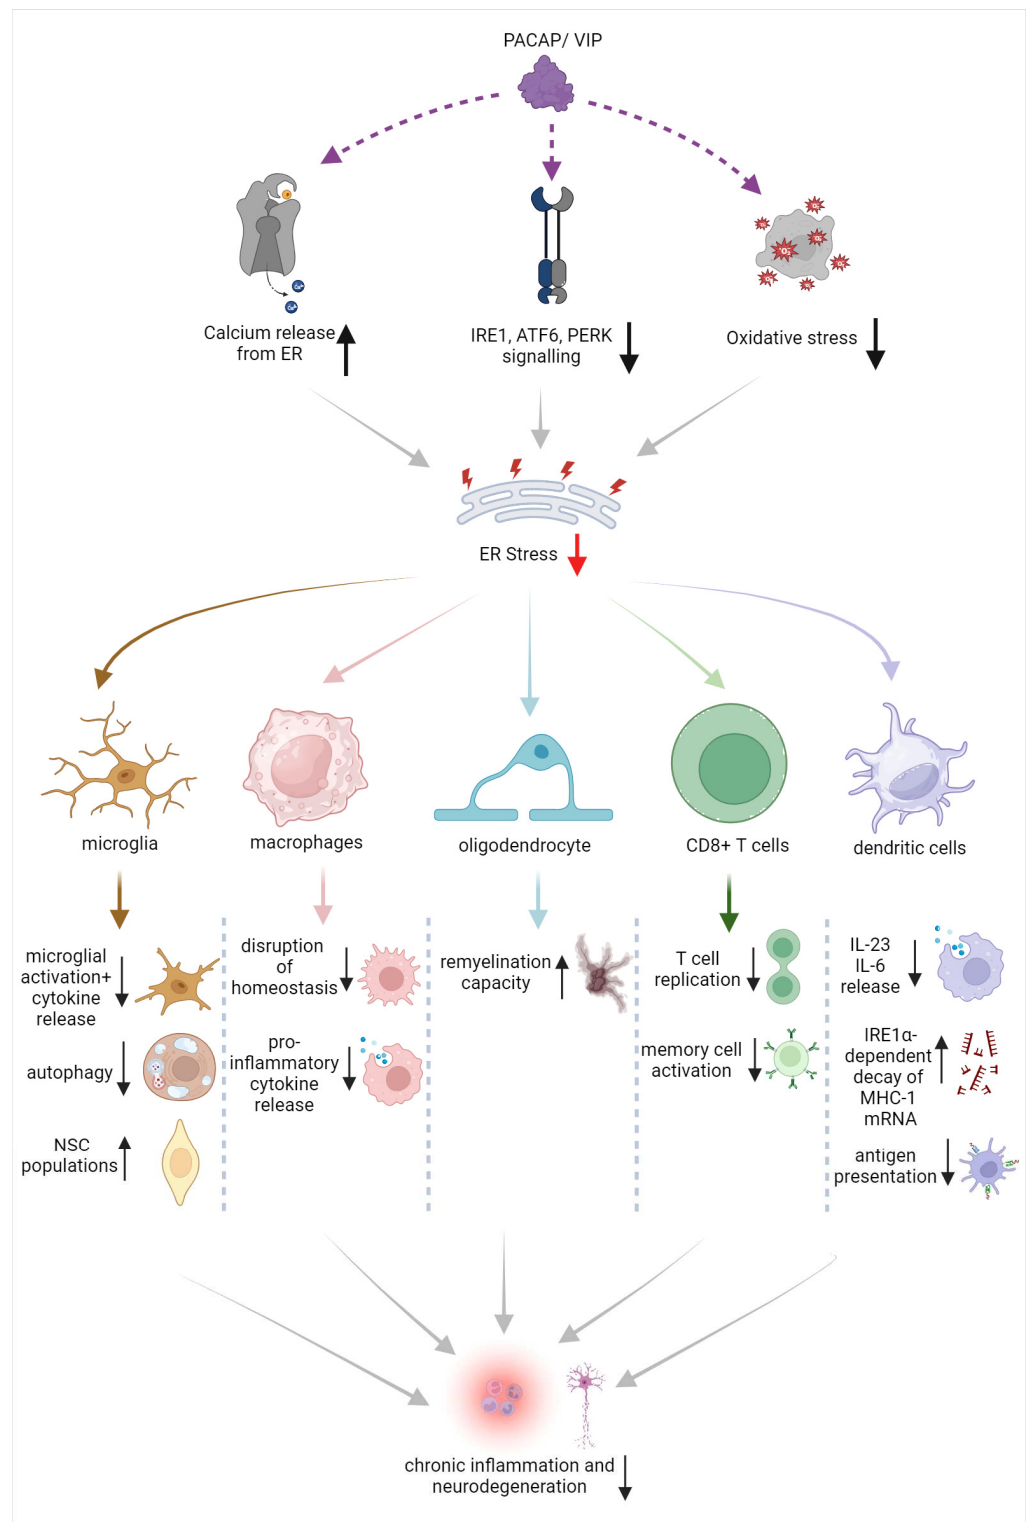 PACAP/ VIP
Calcium release
from ER
IRE1, ATF6, PERK
signalling
Oxidative stress
ER Stress
microglia
macrophages
oligodendrocyte
CD8+ T cells
dendritic cells
microglial
activation+
cytokine
release
autophagy
NSC
populations
disruption
of
homeostasis
pro-
inflammatory
cytokine
release
remyelination
capacity
T cell
replication
memory cell
activation
IL-23
IL-6
release
IRE1α-
dependent
decay of
MHC-1
mRNA
antigen
presentation
chronic inflammation and
neurodegeneration